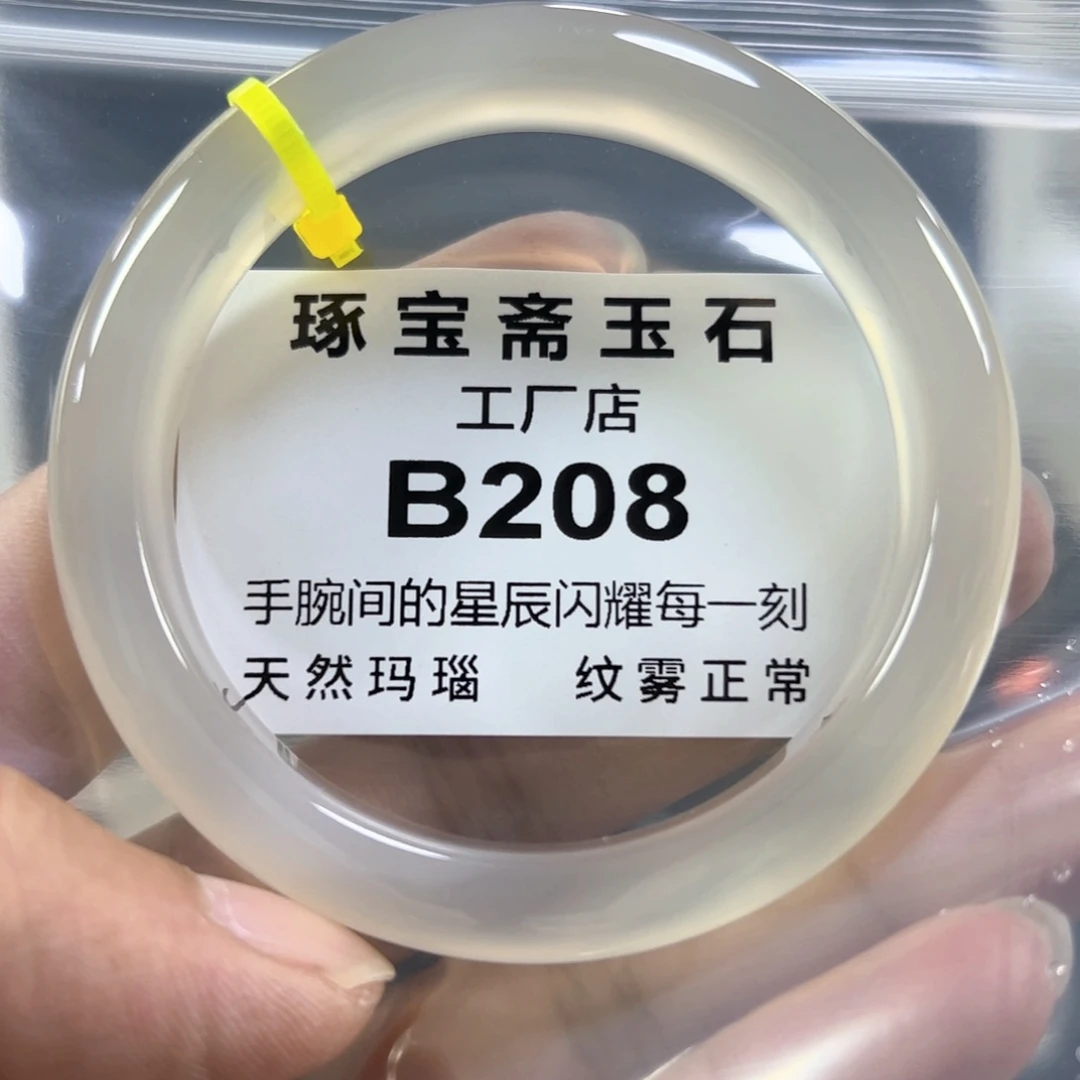 琢宝斋玉石
工厂店
B208
手腕间的星辰闪耀每一刻
天然玛瑙 纹雾正常